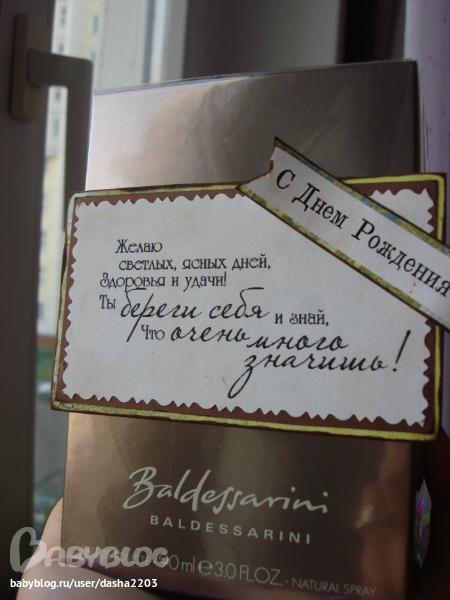 С Днем Рождения
Желаю
светлых, ясных дней,
Здоровья и удачи!
Ты береги себя и знай,
Что очень много
значишь!
Baldessarini
BALDESSARINI
90 ml e 3.0 FL.OZ. - NATURAL SPRAY
BABYBLOG
babyblog.ru/user/dasha2203